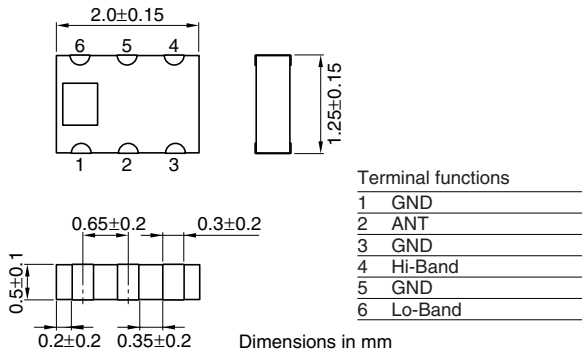 2.0±0.15
6 5 4
1.25±0.15
1 2 3
Terminal functions
1 GND
2 ANT
3 GND
4 Hi-Band
5 GND
6 Lo-Band
0.65±0.2 0.3±0.2
0.5±0.1
0.2±0.2 0.35±0.2 Dimensions in mm